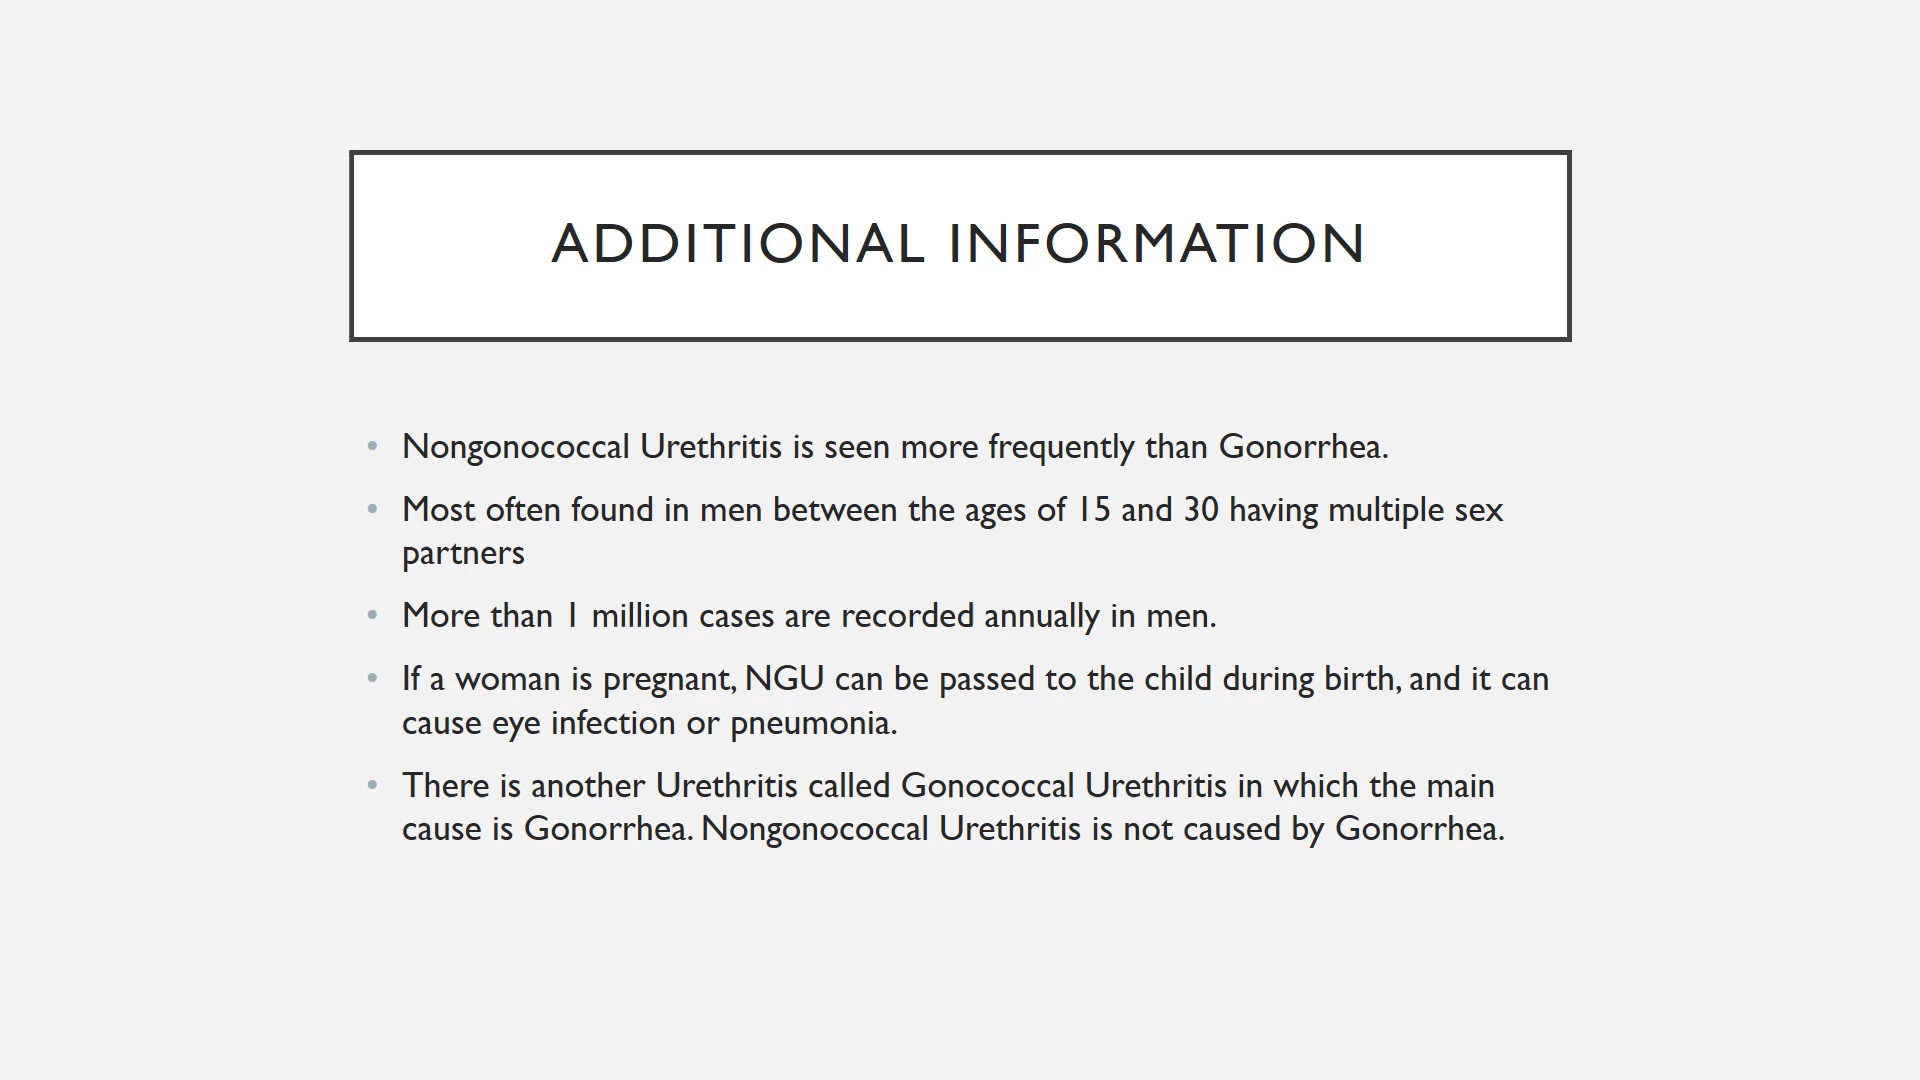 ADDITIONAL INFORMATION
• Nongonococcal Urethritis is seen more frequently than Gonorrhea.
• Most often found in men between the ages of 15 and 30 having multiple sex
partners
• More than 1 million cases are recorded annually in men.
• If a woman is pregnant, NGU can be passed to the child during birth, and it can
cause eye infection or pneumonia.
• There is another Urethritis called Gonococcal Urethritis in which the main
cause is Gonorrhea. Nongonococcal Urethritis is not caused by Gonorrhea.